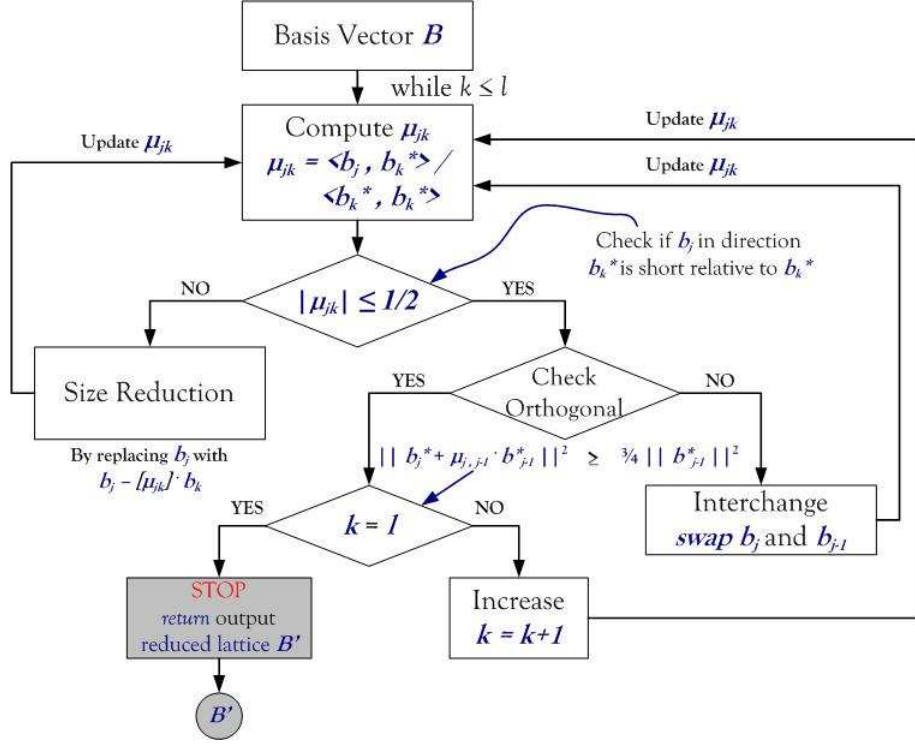 Basis Vector B
while k ≤ l
Update μjk
Compute μjk
μjk = <bj , bk*> /
<bk* , bk*>
Update μjk
Update μjk
Check if bj in direction
bk* is short relative to bk*
NO
|μjk| ≤ 1/2
YES
Size Reduction
By replacing bj with
bj – [μjk]· bk
YES
Check
Orthogonal
NO
|| bj* + μj , j-1 · b*j-1 ||² ≥ ¾ || b*j-1 ||²
Interchange
swap bj and bj-1
YES
k = l
NO
STOP
return output
reduced lattice B'
Increase
k = k+1
B'